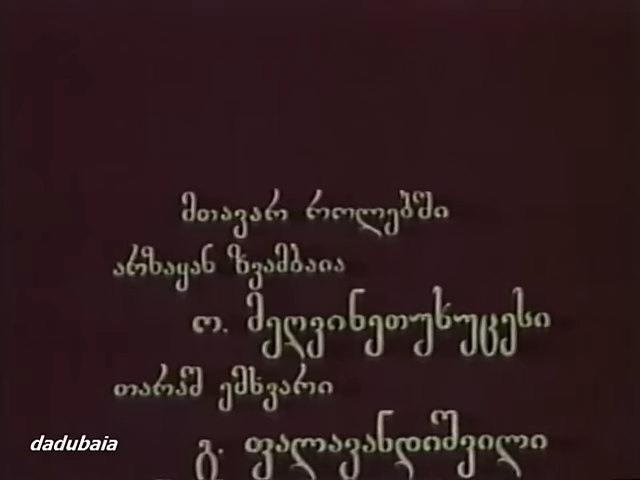 მთავარ როლებში
არზაყან ზვამბაია
ო. მეღვინეთუხუცესი
თარაშ ემხვარი
გ. ფალავანდიშვილი
dadubaia